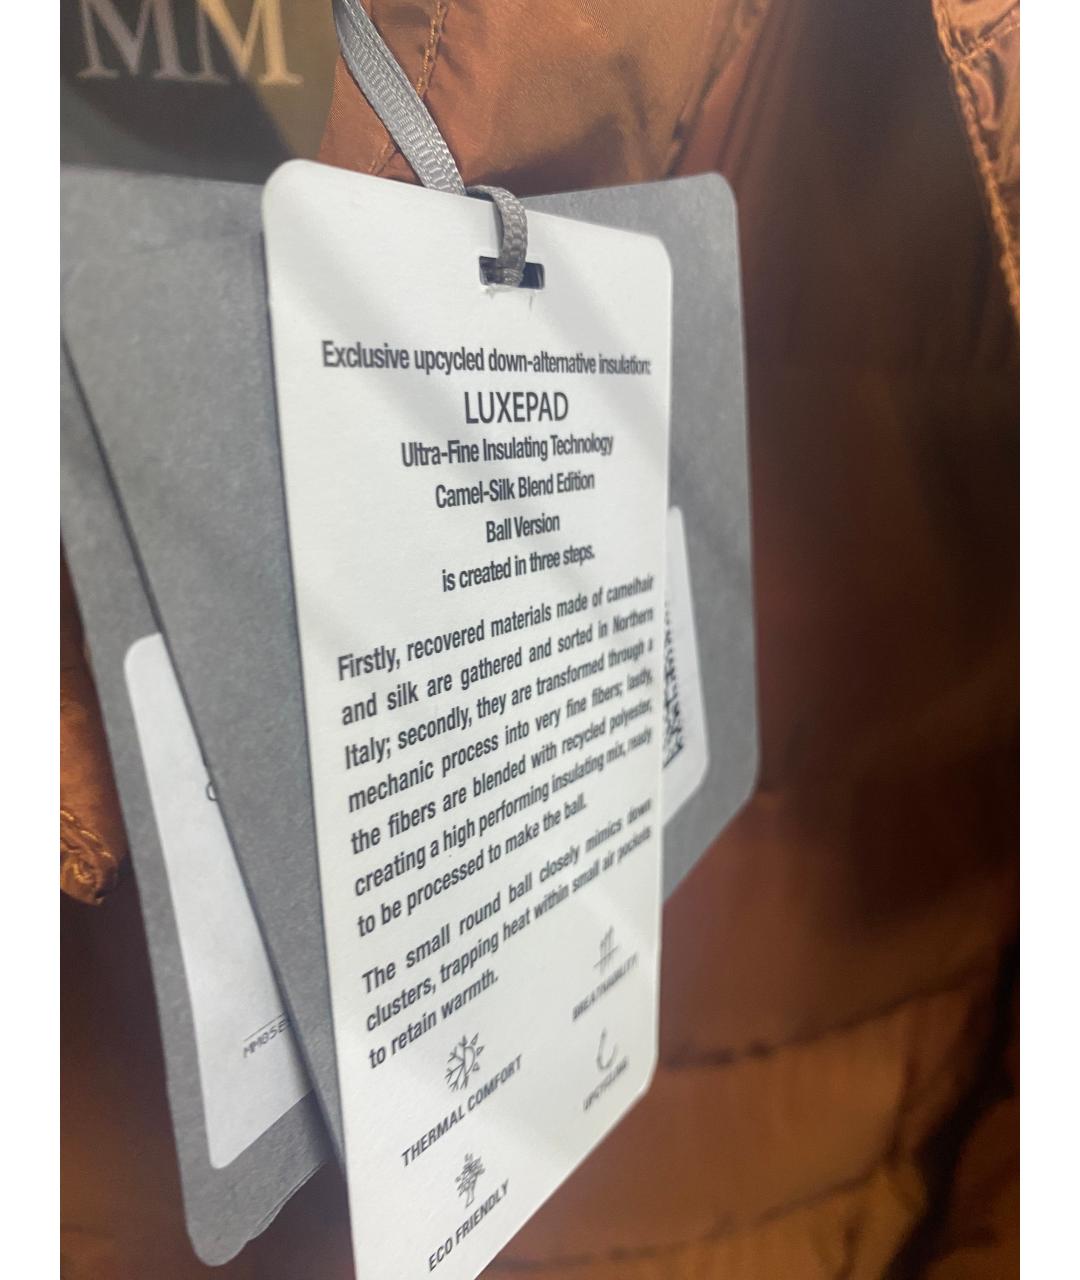 MM
Exclusive upcycled down-alternative insulation:
LUXEPAD
Ultra-Fine Insulating Technology
Camel-Silk Blend Edition
Ball Version
is created in three steps.
Firstly, recovered materials made of camelhair
and silk are gathered and sorted in Northern
Italy; secondly, they are transformed through a
mechanic process into very fine fibers; lastly,
the fibers are blended with recycled polyester,
creating a high performing insulating mix, ready
to be processed to make the ball.
The small round ball closely mimics down
clusters, trapping heat within small air pockets
to retain warmth.
BREATHABILITY
THERMAL COMFORT
UPCYCLING
ECO FRIENDLY